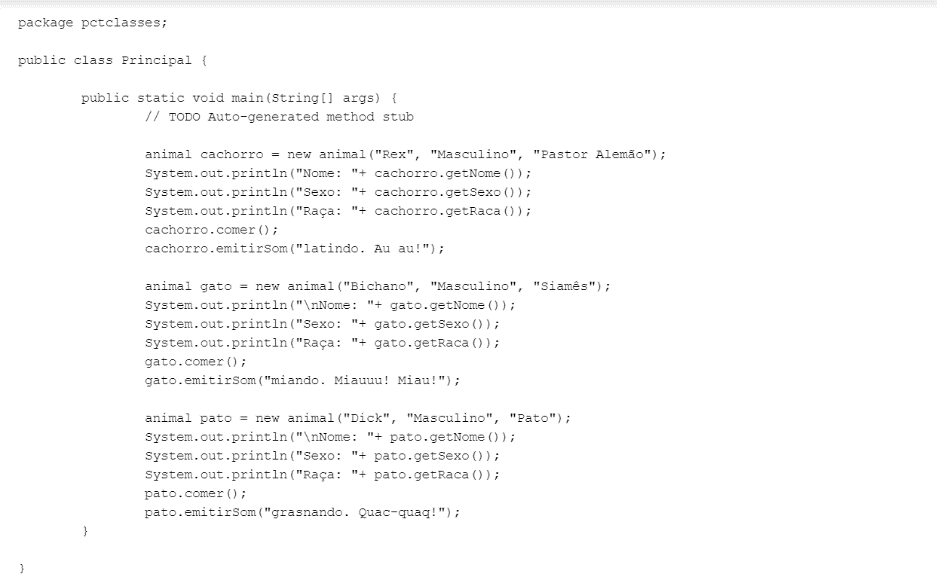 package pctclasses;
public class Principal {
public static void main(String[] args) {
// TODO Auto-generated method stub
animal cachorro = new animal("Rex", "Masculino", "Pastor Alemão");
System.out.println("Nome: "+ cachorro.getNome());
System.out.println("Sexo: "+ cachorro.getSexo());
System.out.println("Raça: "+ cachorro.getRaca());
cachorro.comer();
cachorro.emitirSom("latindo. Au au!");
animal gato = new animal("Bichano", "Masculino", "Siamês");
System.out.println("\nNome: "+ gato.getNome());
System.out.println("Sexo: "+ gato.getSexo());
System.out.println("Raça: "+ gato.getRaca());
gato.comer();
gato.emitirSom("miando. Miauuu! Miau!");
animal pato = new animal("Dick", "Masculino", "Pato");
System.out.println("\nNome: "+ pato.getNome());
System.out.println("Sexo: "+ pato.getSexo());
System.out.println("Raça: "+ pato.getRaca());
pato.comer();
pato.emitirSom("grasnando. Quac-quaq!");
}
}